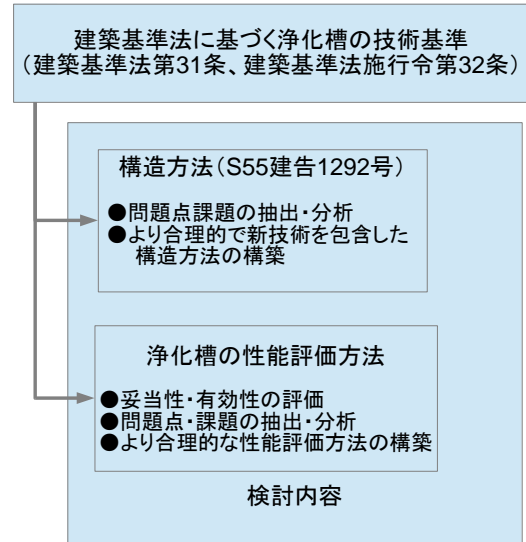 建築基準法に基づく浄化槽の技術基準
（建築基準法第31条、建築基準法施行令第32条）
構造方法（S55建告1292号）
●問題点課題の抽出・分析
●より合理的で新技術を包含した
構造方法の構築
浄化槽の性能評価方法
●妥当性・有効性の評価
●問題点・課題の抽出・分析
●より合理的な性能評価方法の構築
検討内容